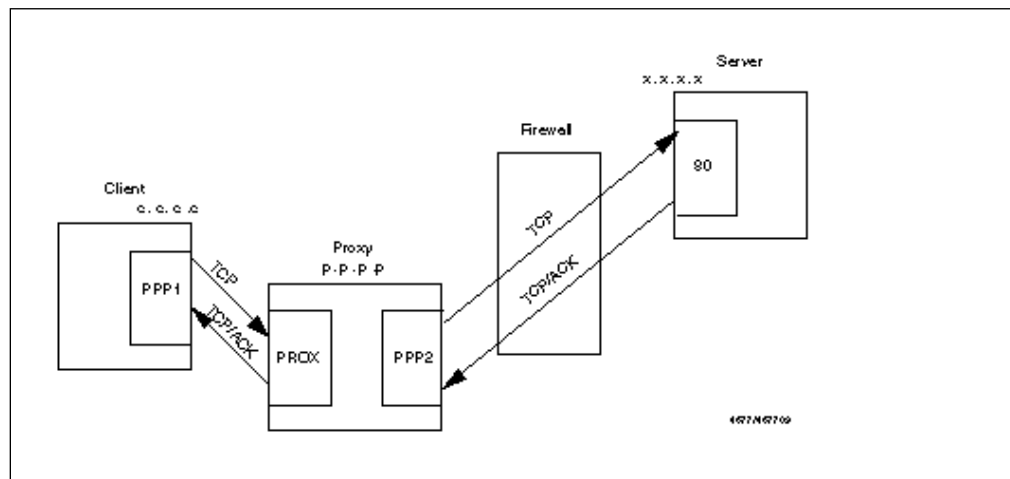 Server
x.x.x.x
Firewall
80
Client
c.c.c.c
TCP
TCP/ACK
Proxy
P.P.P.P
TCP
TCP/ACK
PPP1
PROX
PPP2